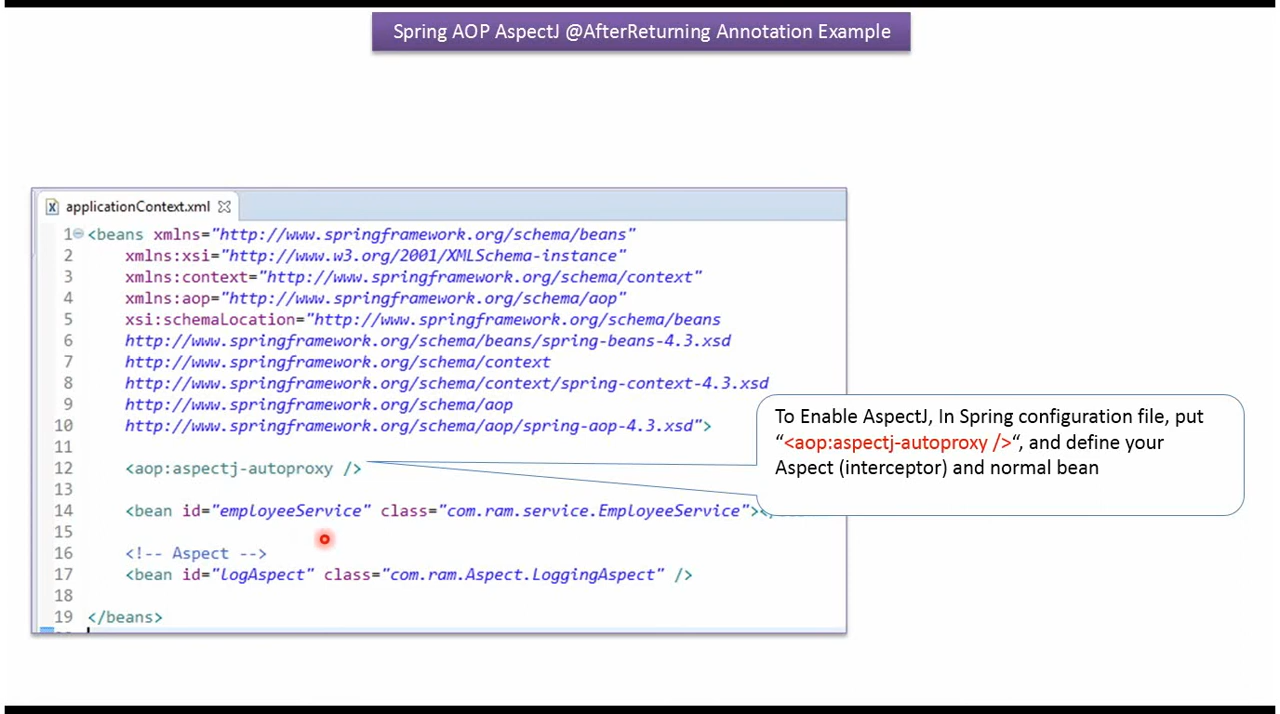 Spring AOP AspectJ @AfterReturning Annotation Example
applicationContext.xml
1 <beans xmlns="http://www.springframework.org/schema/beans"
2 xmlns:xsi="http://www.w3.org/2001/XMLSchema-instance"
3 xmlns:context="http://www.springframework.org/schema/context"
4 xmlns:aop="http://www.springframework.org/schema/aop"
5 xsi:schemaLocation="http://www.springframework.org/schema/beans
6 http://www.springframework.org/schema/beans/spring-beans-4.3.xsd
7 http://www.springframework.org/schema/context
8 http://www.springframework.org/schema/context/spring-context-4.3.xsd
9 http://www.springframework.org/schema/aop
10 http://www.springframework.org/schema/aop/spring-aop-4.3.xsd">
11
12 <aop:aspectj-autoproxy />
13
14 <bean id="employeeService" class="com.ram.service.EmployeeService">
15
16 <!-- Aspect -->
17 <bean id="logAspect" class="com.ram.Aspect.LoggingAspect" />
18
19 </beans>
To Enable AspectJ, In Spring configuration file, put
“<aop:aspectj-autoproxy />“, and define your
Aspect (interceptor) and normal bean